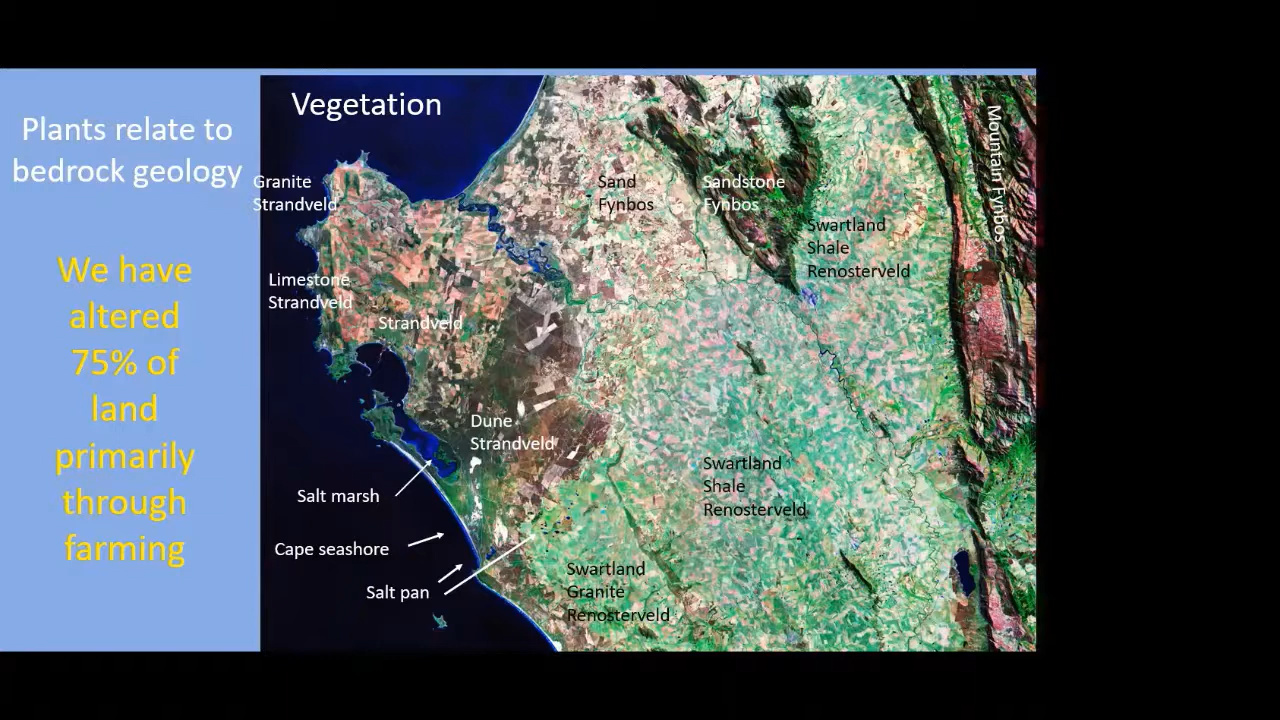 Plants relate to
bedrock geology
We have
altered
75% of
land
primarily
through
farming
Vegetation
Granite
Strandveld
Limestone
Strandveld
Strandveld
Sand
Fynbos
Sandstone
Fynbos
Swartland
Shale
Renosterveld
Mountain Fynbos
Dune
Strandveld
Salt marsh
Cape seashore
Salt pan
Swartland
Shale
Renosterveld
Swartland
Granite
Renosterveld